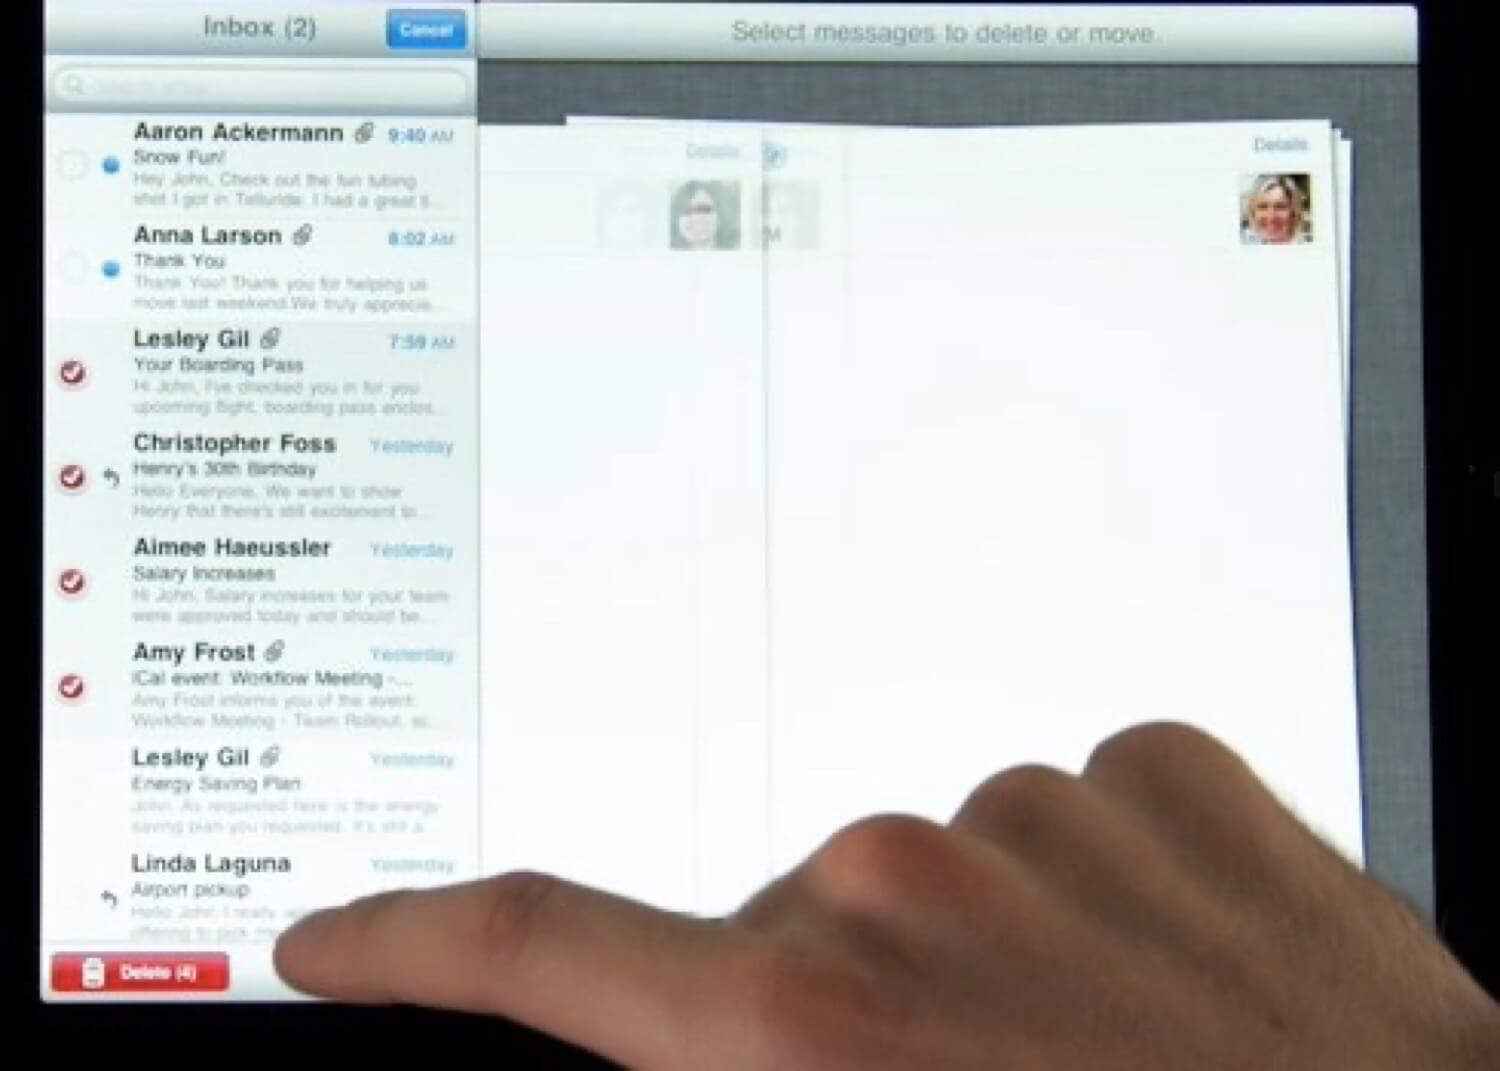 Inbox (2)
Cancel
Select messages to delete or move.
Aaron Ackermann 9:40 AM
Snow Fun!
Hey John, Check out the fun tubing
shot I got in Telluride. I had a great ti...
Anna Larson 8:02 AM
Thank You
Thank You! Thank you for helping us
move last weekend.We truly apprecia...
Lesley Gil 7:59 AM
Your Boarding Pass
Hi John, I've checked you in for you
upcoming flight, boarding pass enclos...
Christopher Foss Yesterday
Henry's 30th Birthday
Hello Everyone, We want to show
Henry that there's still excitement to...
Aimee Haeussler Yesterday
Salary Increases
Hi John, Salary increases for your team
were approved today and should be...
Amy Frost Yesterday
iCal event: Workflow Meeting -...
Amy Frost informs you of the event:
Workflow Meeting - Team Rollout, sc...
Lesley Gil Yesterday
Energy Saving Plan
John, As requested here is the energy
saving plan you requested. It's still a...
Linda Laguna Yesterday
Airport pickup
Hello John, I really
offering to pick me
Delete (4)
Details
Details
M